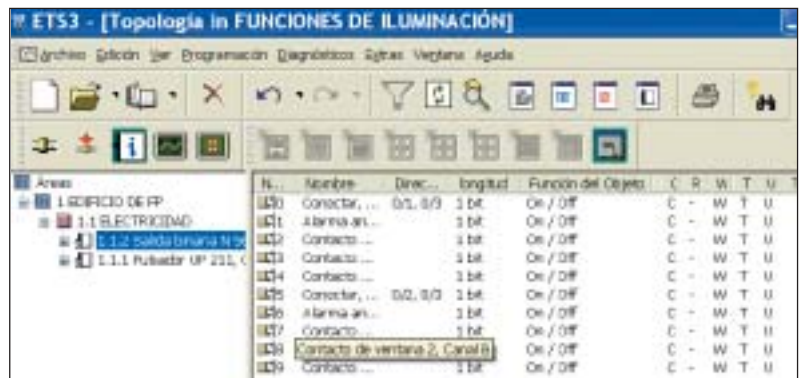 ETS3 - [Topología in FUNCIONES DE ILUMINACIÓN]
Archivo Edición Ver Programación Diagnósticos Extras Ventana Ayuda
Areas
1 EDIFICIO DE FP
1.1 ELECTRICIDAD
1.1.2 Salida binaria N
1.1.1 Pulsador UP 211,
N... Nombre Direc... longitud Función del Objeto C R W T U
0 Conectar, ... 0/1, 0/3 1 bit On / Off C - W T U
1 Alarma an... 1 bit On / Off C - W T U
2 Contacto ... 1 bit On / Off C - W T U
3 Contacto ... 1 bit On / Off C - W T U
4 Contacto ... 1 bit On / Off C - W T U
5 Conectar, ... 0/2, 0/3 1 bit On / Off C - W T U
6 Alarma an... 1 bit On / Off C - W T U
7 Contacto ... 1 bit On / Off C - W T U
8 Contacto de ventana 2, Canal B On / Off C - W T U
9 Contacto ... 1 bit On / Off C - W T U